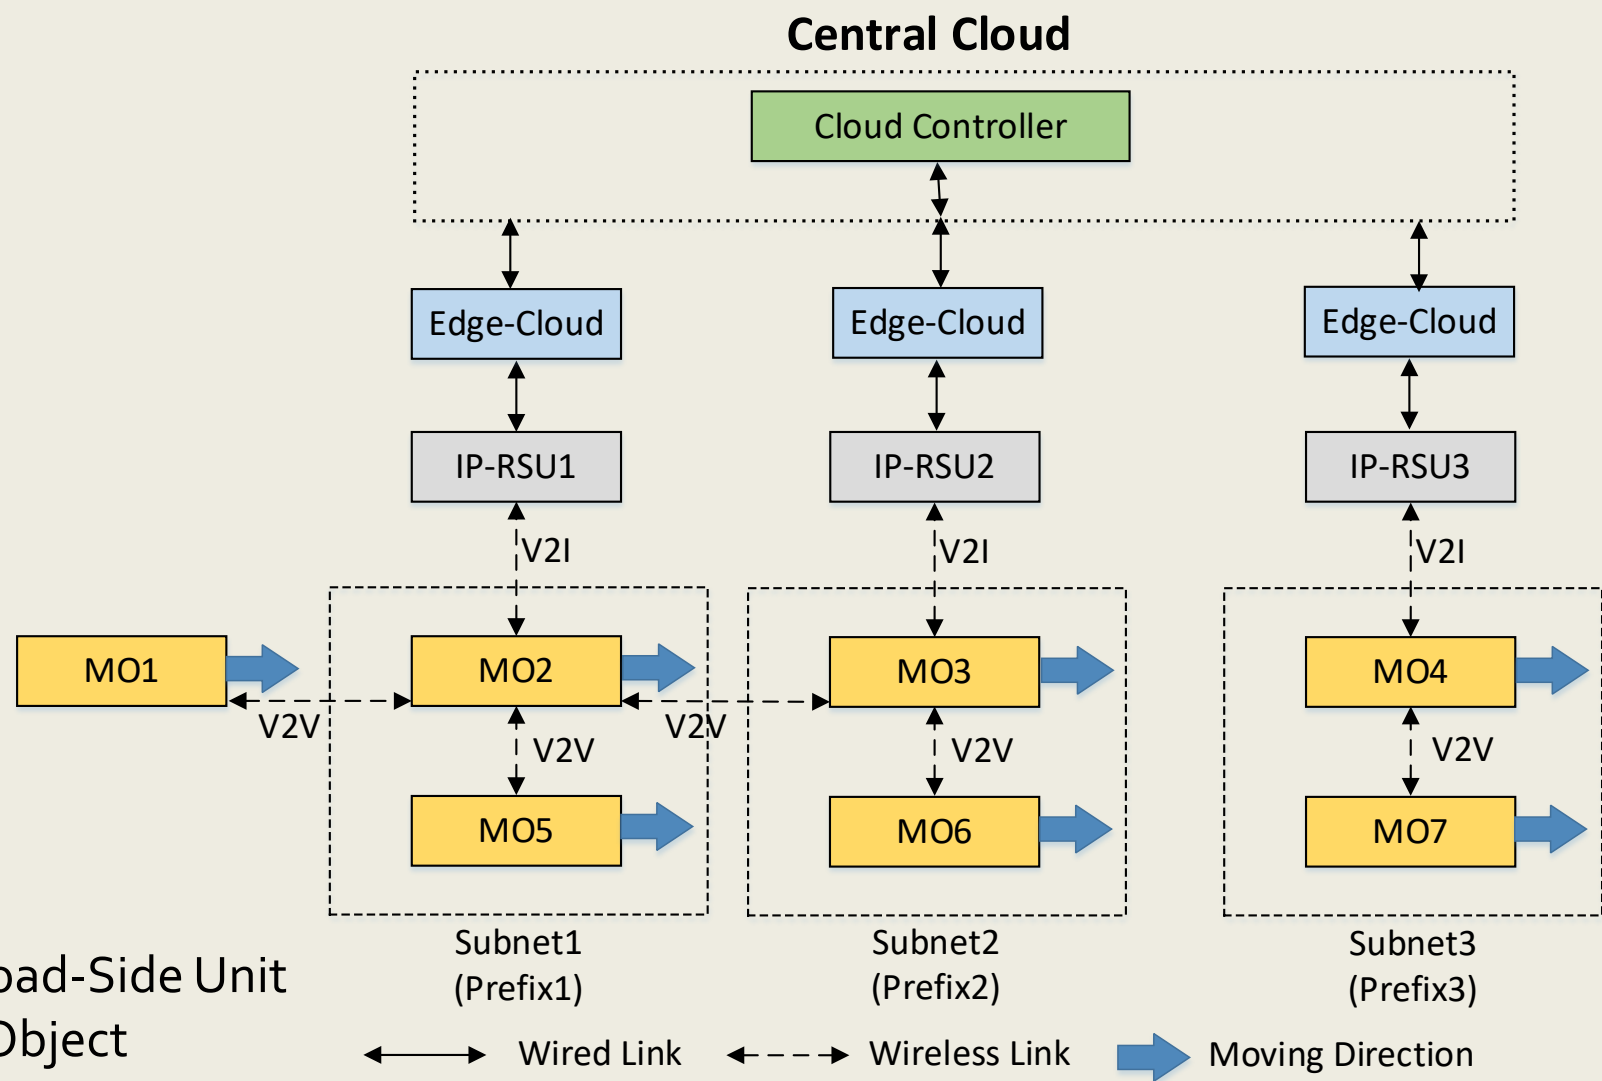 Central Cloud
Cloud Controller
Edge-Cloud
Edge-Cloud
Edge-Cloud
IP-RSU1
IP-RSU2
IP-RSU3
V2I
V2I
V2I
MO1
MO2
MO3
MO4
V2V
V2V
V2V
V2V
V2V
MO5
MO6
MO7
Subnet1
(Prefix1)
Subnet2
(Prefix2)
Subnet3
(Prefix3)
Side Unit
Object
Wired Link
Wireless Link
Moving Direction